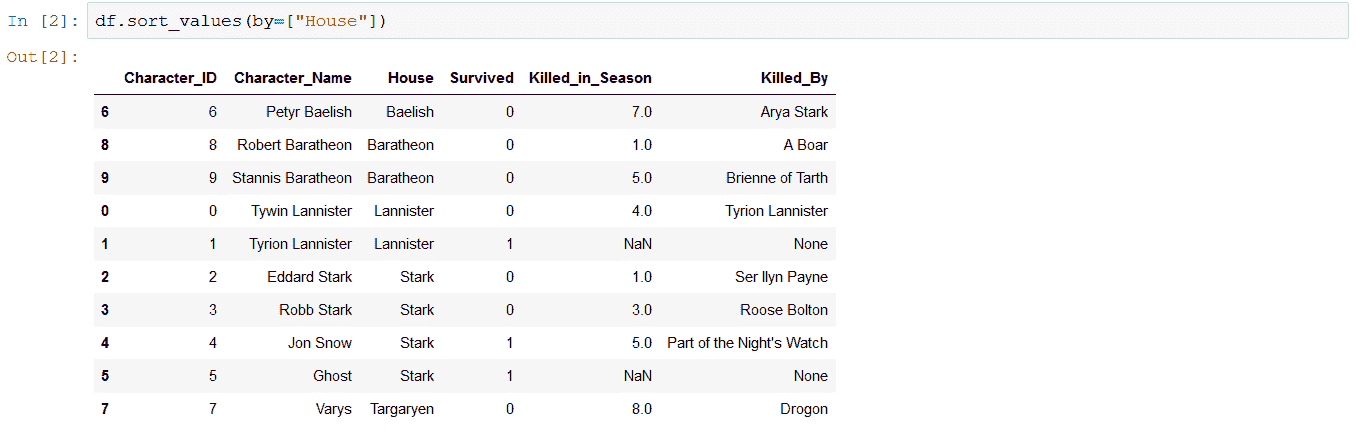 In [2]: df.sort_values(by=["House"])
Out[2]:
Character_ID Character_Name House Survived Killed_in_Season Killed_By
6 6 Petyr Baelish Baelish 0 7.0 Arya Stark
8 8 Robert Baratheon Baratheon 0 1.0 A Boar
9 9 Stannis Baratheon Baratheon 0 5.0 Brienne of Tarth
0 0 Tywin Lannister Lannister 0 4.0 Tyrion Lannister
1 1 Tyrion Lannister Lannister 1 NaN None
2 2 Eddard Stark Stark 0 1.0 Ser Ilyn Payne
3 3 Robb Stark Stark 0 3.0 Roose Bolton
4 4 Jon Snow Stark 1 5.0 Part of the Night's Watch
5 5 Ghost Stark 1 NaN None
7 7 Varys Targaryen 0 8.0 Drogon